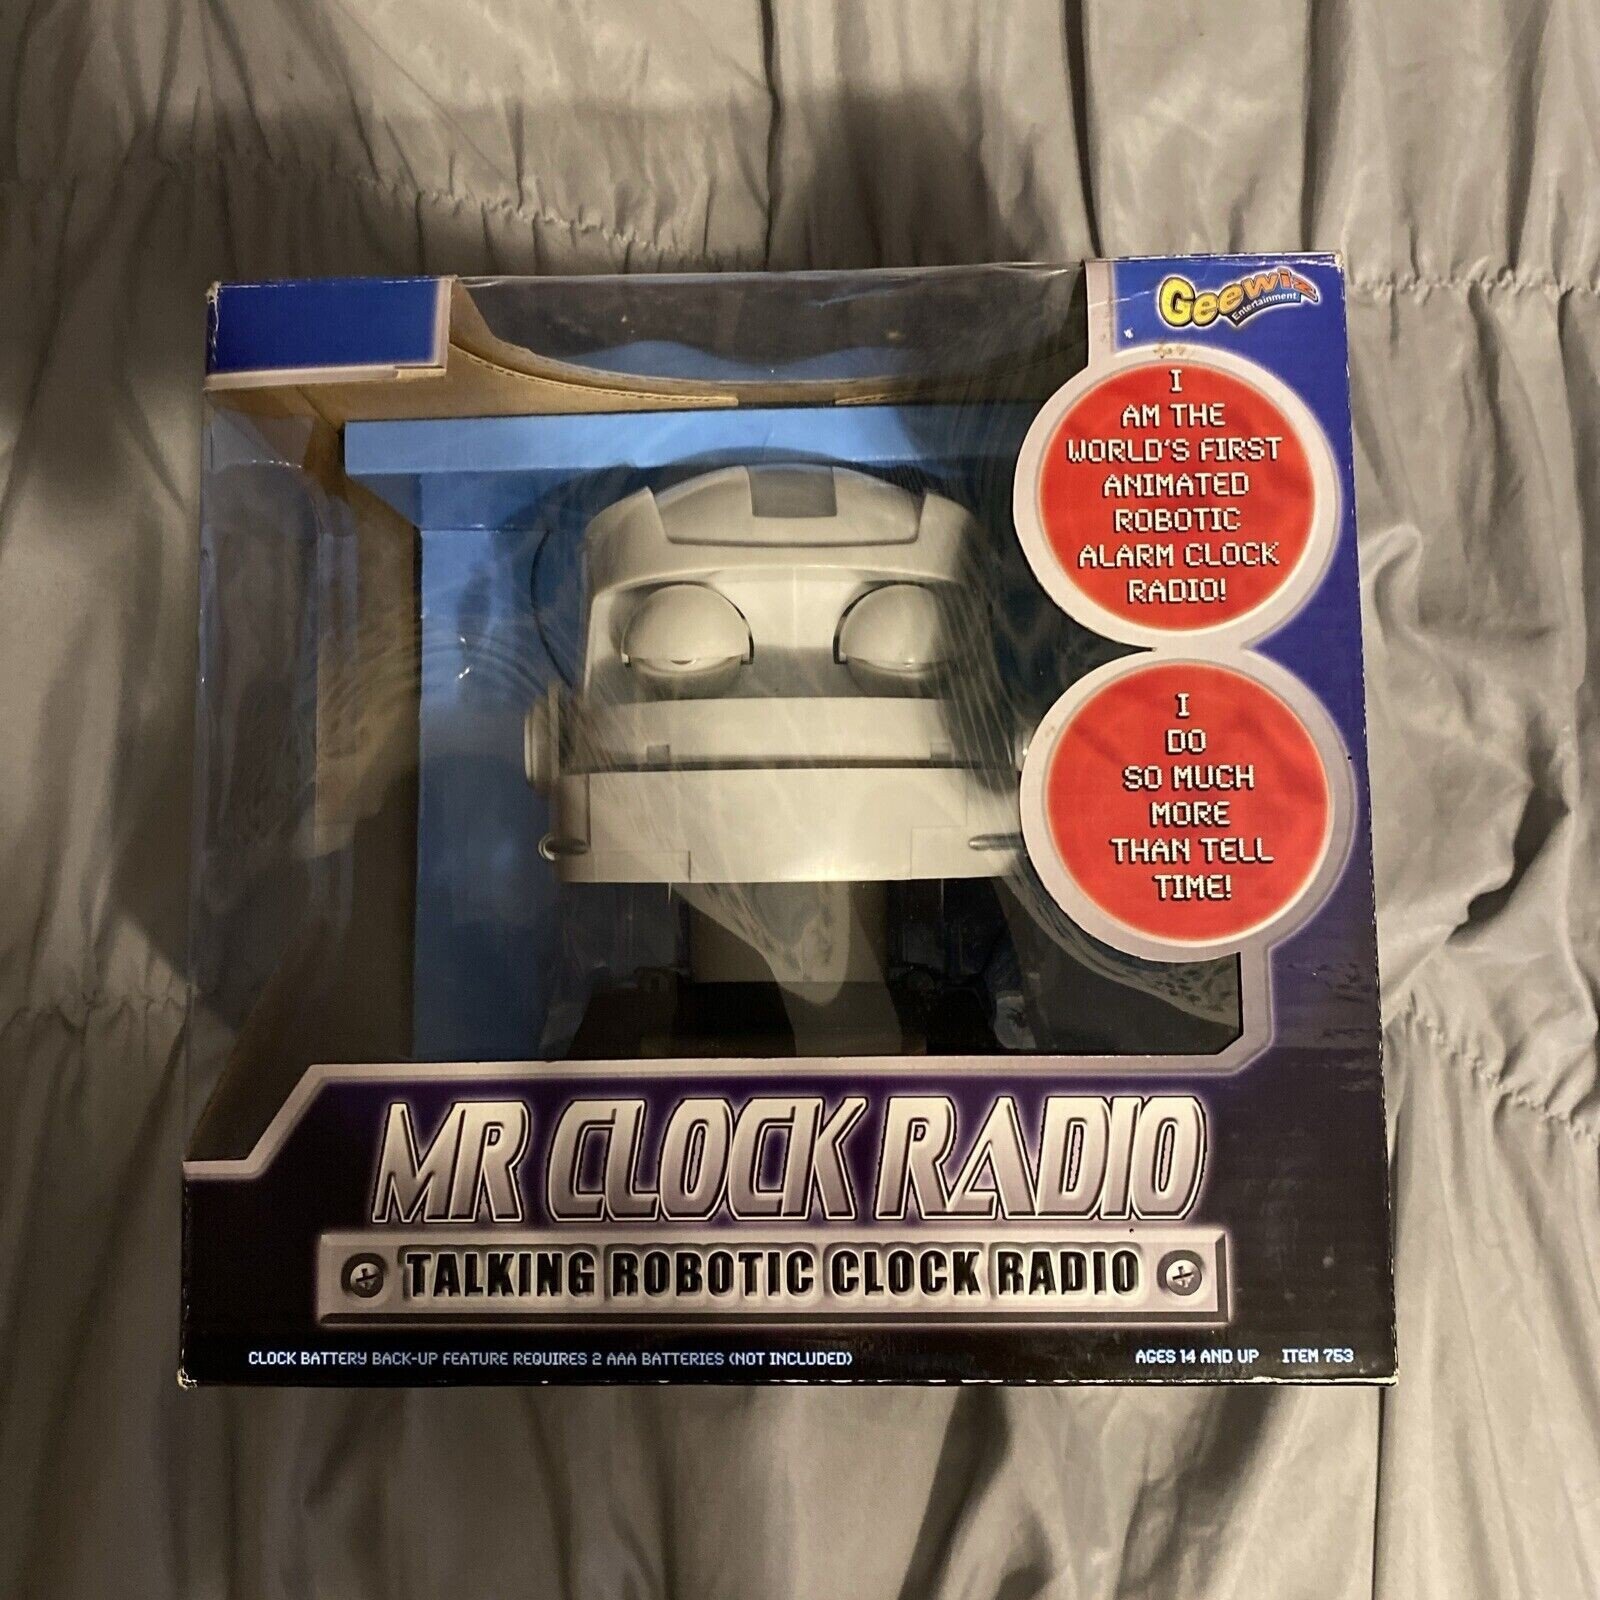 Geewiz
Entertainment
I
AM THE
WORLD'S FIRST
ANIMATED
ROBOTIC
ALARM CLOCK
RADIO!
I
DO
SO MUCH
MORE
THAN TELL
TIME!
MR CLOCK RADIO
TALKING ROBOTIC CLOCK RADIO
CLOCK BATTERY BACK-UP FEATURE REQUIRES 2 AAA BATTERIES (NOT INCLUDED)
AGES 14 AND UP ITEM 753